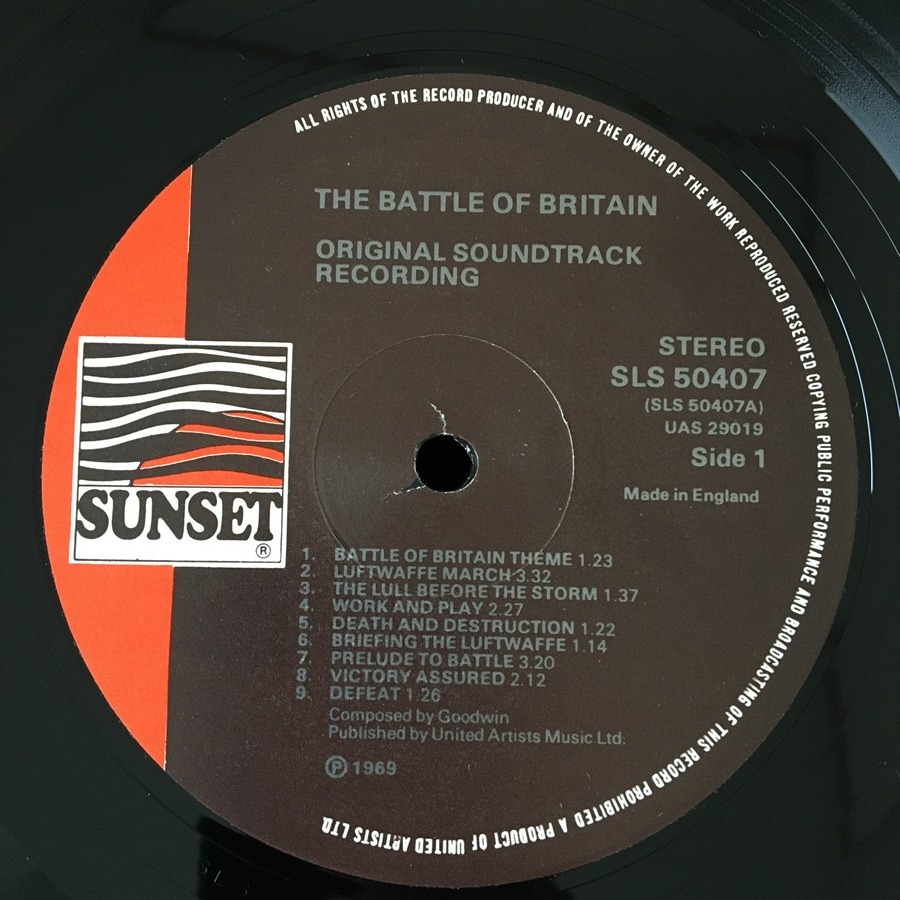 ALL RIGHTS OF THE RECORD PRODUCER AND OF THE OWNER OF THE WORK REPRODUCED RESERVED COPYING PUBLIC PERFORMANCE AND BROADCASTING OF THIS RECORD PROHIBITED A PRODUCT OF UNITED ARTISTS LTD.
THE BATTLE OF BRITAIN
ORIGINAL SOUNDTRACK
RECORDING
STEREO
SLS 50407
(SLS 50407A)
UAS 29019
Side 1
Made in England
SUNSET
®
1. BATTLE OF BRITAIN THEME 1.23
2. LUFTWAFFE MARCH 3.32
3. THE LULL BEFORE THE STORM 1.37
4. WORK AND PLAY 2.27
5. DEATH AND DESTRUCTION 1.22
6. BRIEFING THE LUFTWAFFE 1.14
7. PRELUDE TO BATTLE 3.20
8. VICTORY ASSURED 2.12
9. DEFEAT 1.26
Composed by Goodwin
Published by United Artists Music Ltd.
℗ 1969